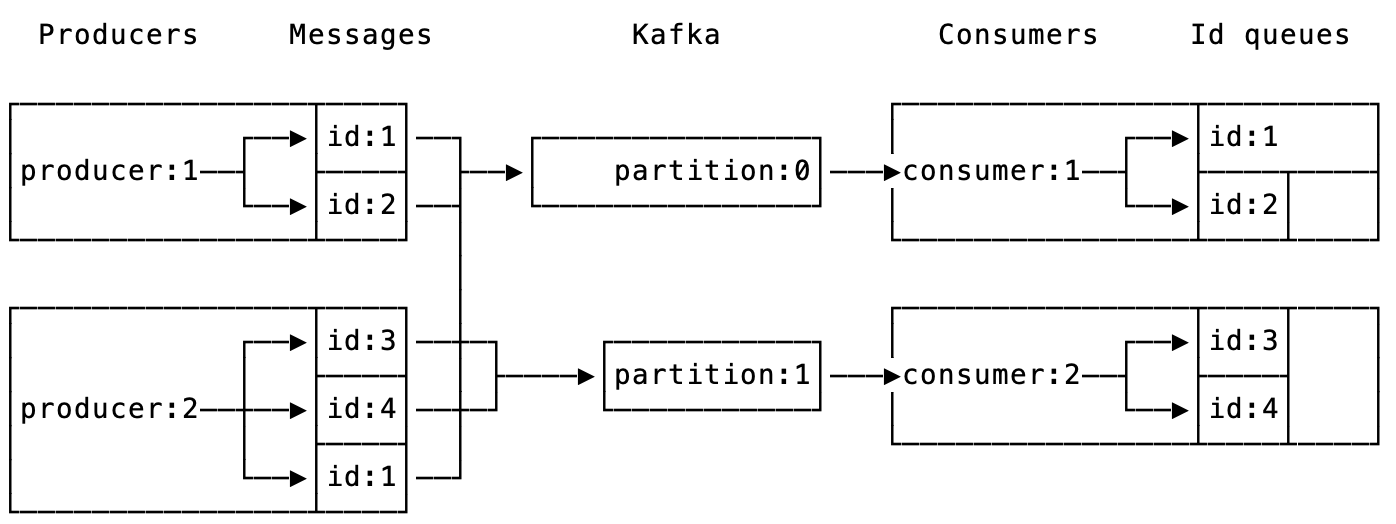 Producers Messages Kafka Consumers Id queues
id:1 id:1
producer:1 partition:0 consumer:1
id:2 id:2
id:3 id:3
partition:1 consumer:2
producer:2 id:4 id:4
id:1